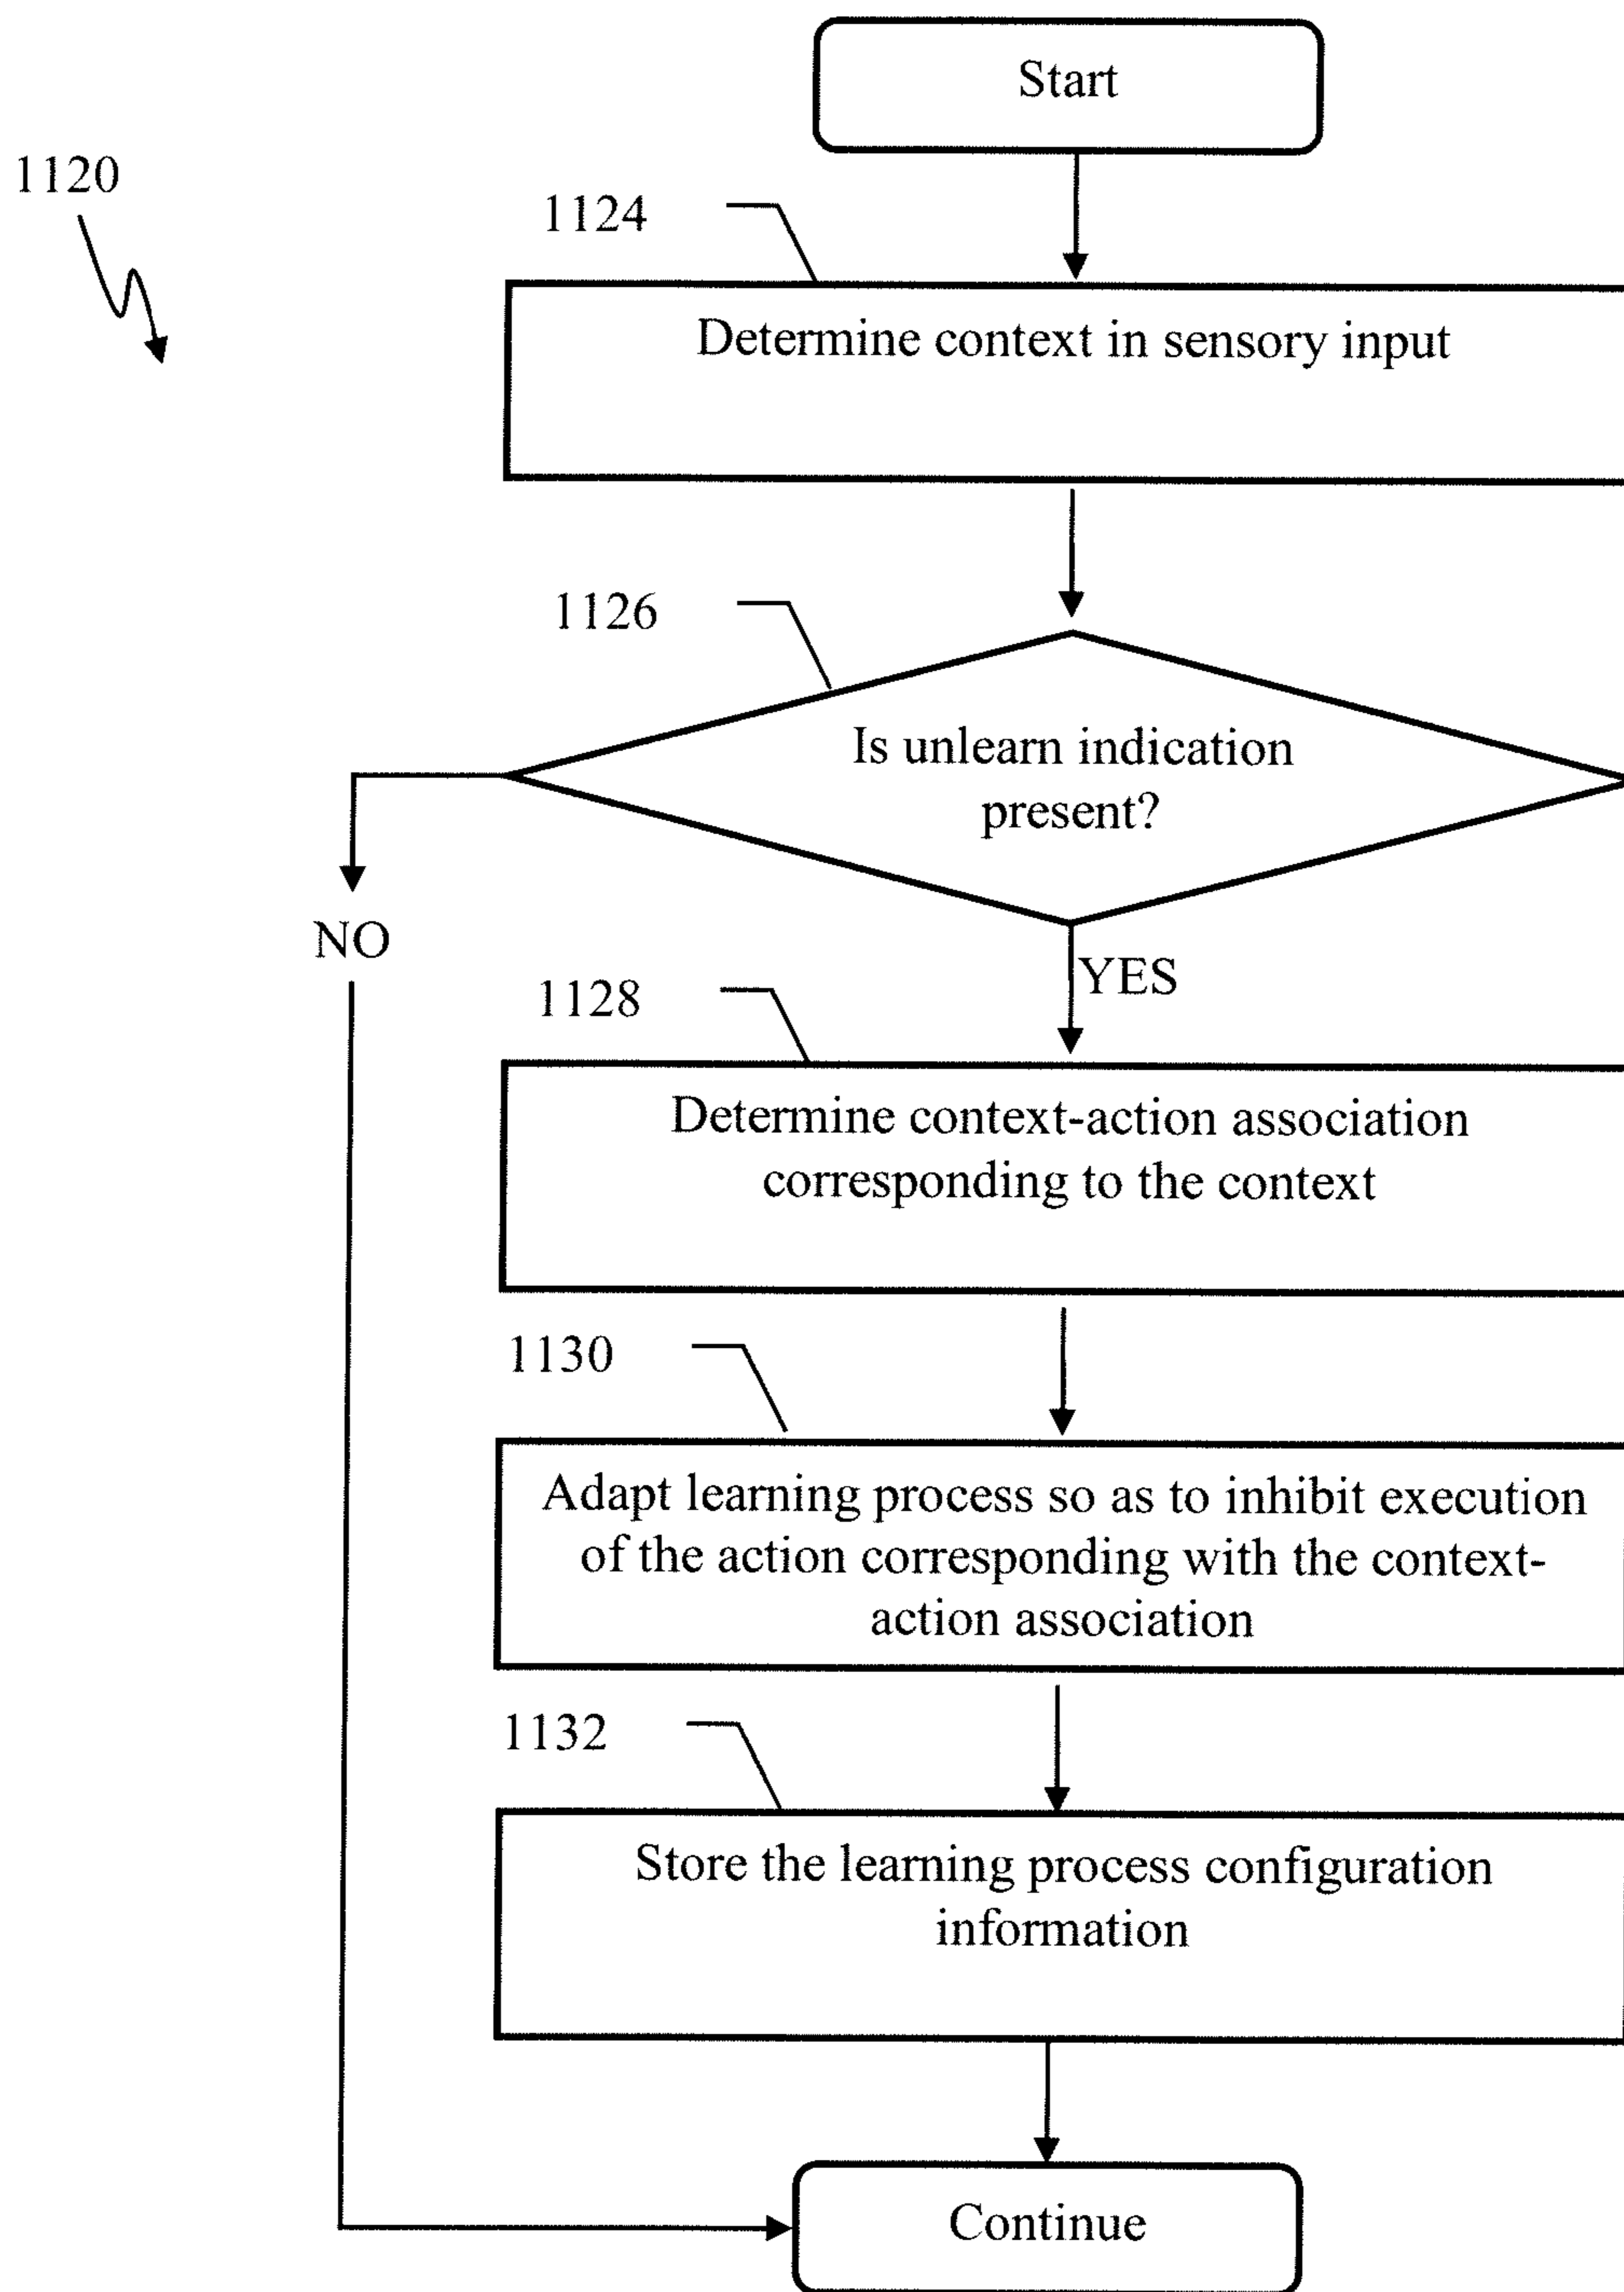 Start
1120
1124
Determine context in sensory input
1126
Is unlearn indication
present?
NO
YES
1128
Determine context-action association
corresponding to the context
1130
Adapt learning process so as to inhibit execution
of the action corresponding with the context-
action association
1132
Store the learning process configuration
information
Continue